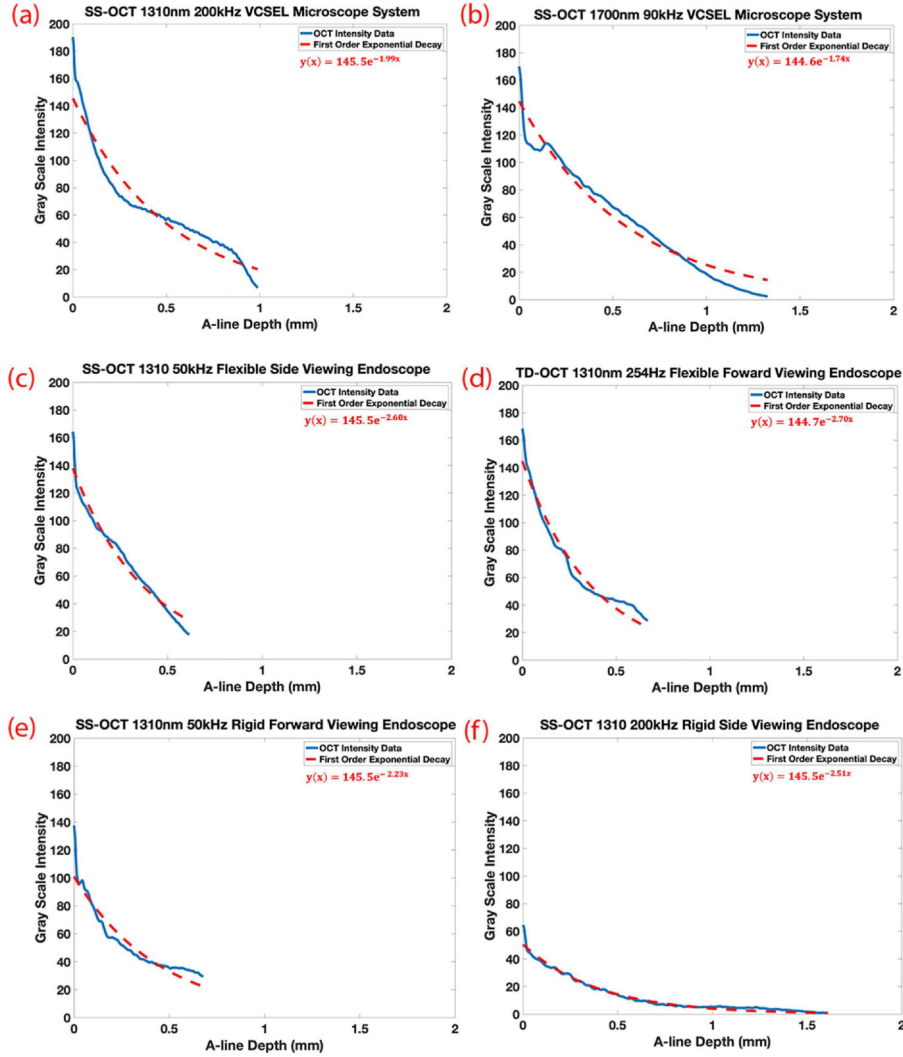 (a)
SS-OCT 1310nm 200kHz VCSEL Microscope System
200
180
160
140
120
100
80
60
40
20
0
Gray Scale Intensity
OCT Intensity Data
First Order Exponential Decay
y(x) = 145.5e^-1.99x
0 0.5 1 1.5 2
A-line Depth (mm)
(b)
SS-OCT 1700nm 90kHz VCSEL Microscope System
200
180
160
140
120
100
80
60
40
20
0
Gray Scale Intensity
OCT Intensity Data
First Order Exponential Decay
y(x) = 144.6e^-1.74x
0 0.5 1 1.5 2
A-line Depth (mm)
(c)
SS-OCT 1310 50kHz Flexible Side Viewing Endoscope
200
180
160
140
120
100
80
60
40
20
0
Gray Scale Intensity
OCT Intensity Data
First Order Exponential Decay
y(x) = 145.5e^-2.60x
0 0.5 1 1.5 2
A-line Depth (mm)
(d)
TD-OCT 1310nm 254Hz Flexible Foward Viewing Endoscope
200
180
160
140
120
100
80
60
40
20
0
Gray Scale Intensity
OCT Intensity Data
First Order Exponential Decay
y(x) = 144.7e^-2.70x
0 0.5 1 1.5 2
A-line Depth (mm)
(e)
SS-OCT 1310nm 50kHz Rigid Forward Viewing Endoscope
200
180
160
140
120
100
80
60
40
20
0
Gray Scale Intensity
OCT Intensity Data
First Order Exponential Decay
y(x) = 145.5e^-2.23x
0 0.5 1 1.5 2
A-line Depth (mm)
(f)
SS-OCT 1310 200kHz Rigid Side Viewing Endoscope
200
180
160
140
120
100
80
60
40
20
0
Gray Scale Intensity
OCT Intensity Data
First Order Exponential Decay
y(x) = 145.5e^-2.51x
0 0.5 1 1.5 2
A-line Depth (mm)